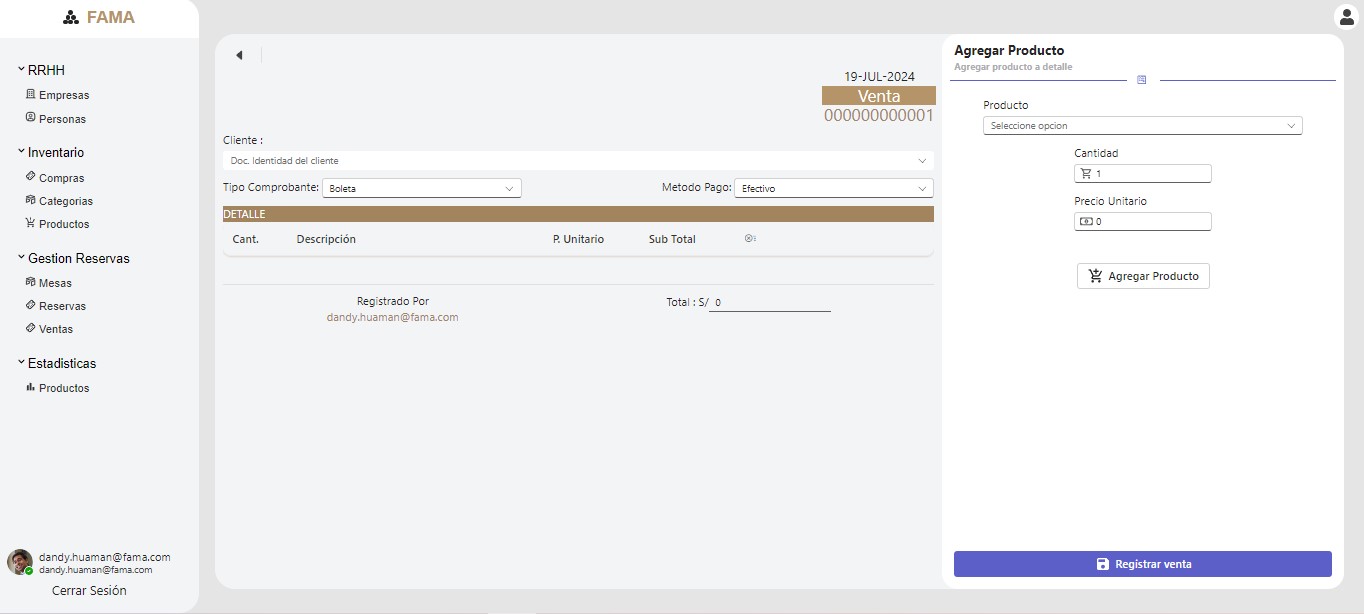 FAMA
RRHH
Empresas
Personas
Inventario
Compras
Categorias
Productos
Gestion Reservas
Mesas
Reservas
Ventas
Estadisticas
Productos
dandy.huaman@fama.com
dandy.huaman@fama.com
Cerrar Sesión
19-JUL-2024
Venta
000000000001
Cliente :
Doc. Identidad del cliente
Tipo Comprobante: Boleta Metodo Pago: Efectivo
DETALLE
Cant. Descripción P. Unitario Sub Total
Registrado Por Total : S/ 0
dandy.huaman@fama.com
Agregar Producto
Agregar producto a detalle
Producto
Seleccione opcion
Cantidad
1
Precio Unitario
0
Agregar Producto
Registrar venta